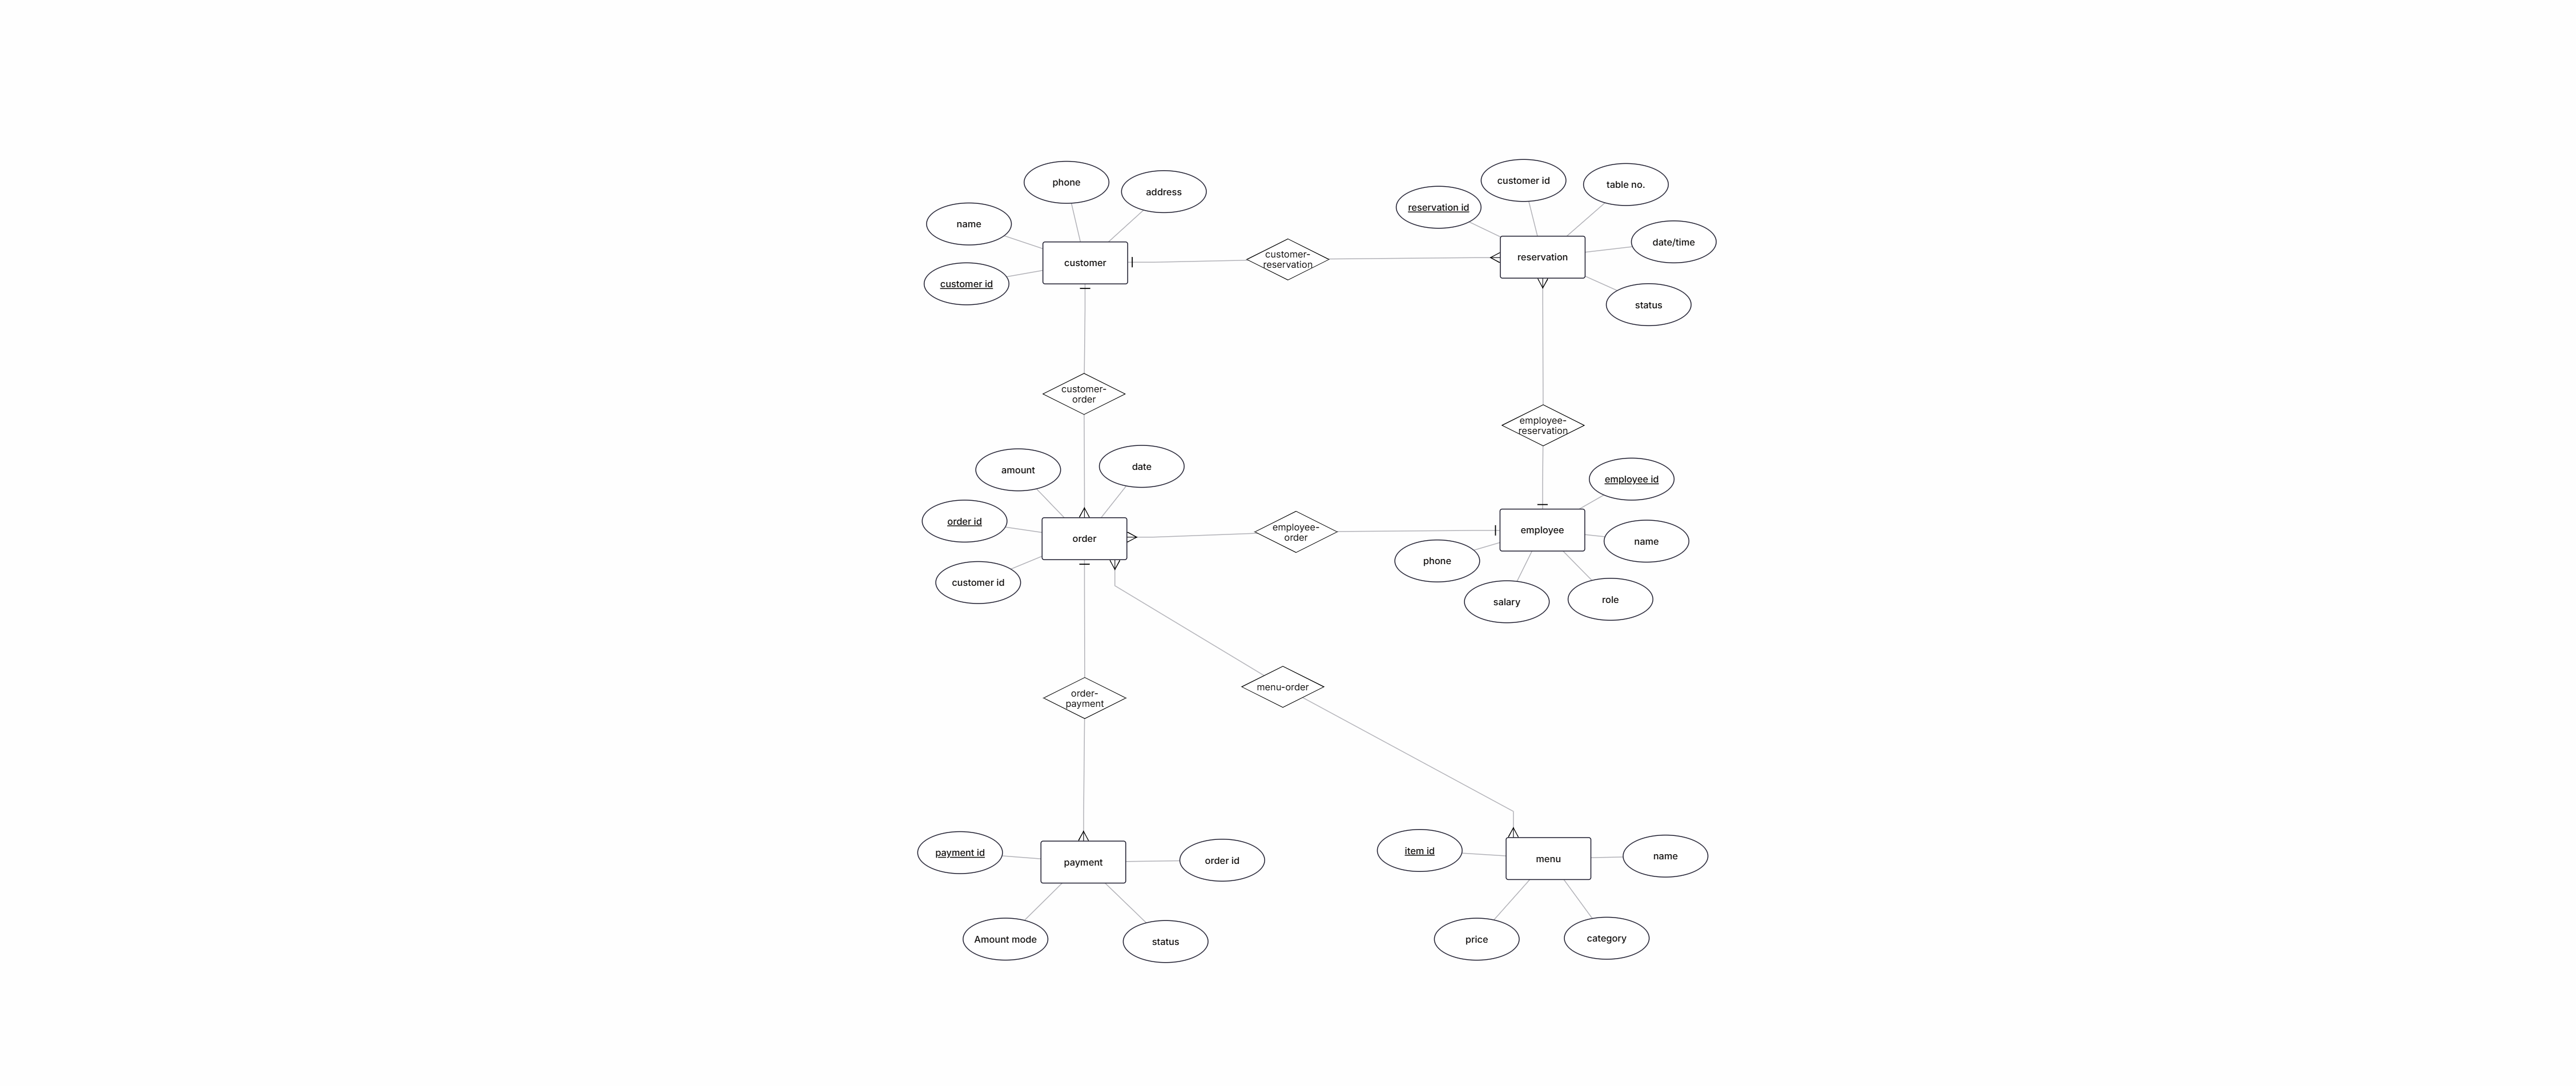 phone
address
name
customer
customer id
customer-
reservation
customer id
table no.
reservation id
date/time
reservation
status
customer-
order
employee-
reservation
amount
date
order id
order
customer id
employee-
order
employee id
employee
name
phone
salary
role
order-
payment
menu-order
payment id
payment
order id
Amount mode
status
item id
menu
name
price
category